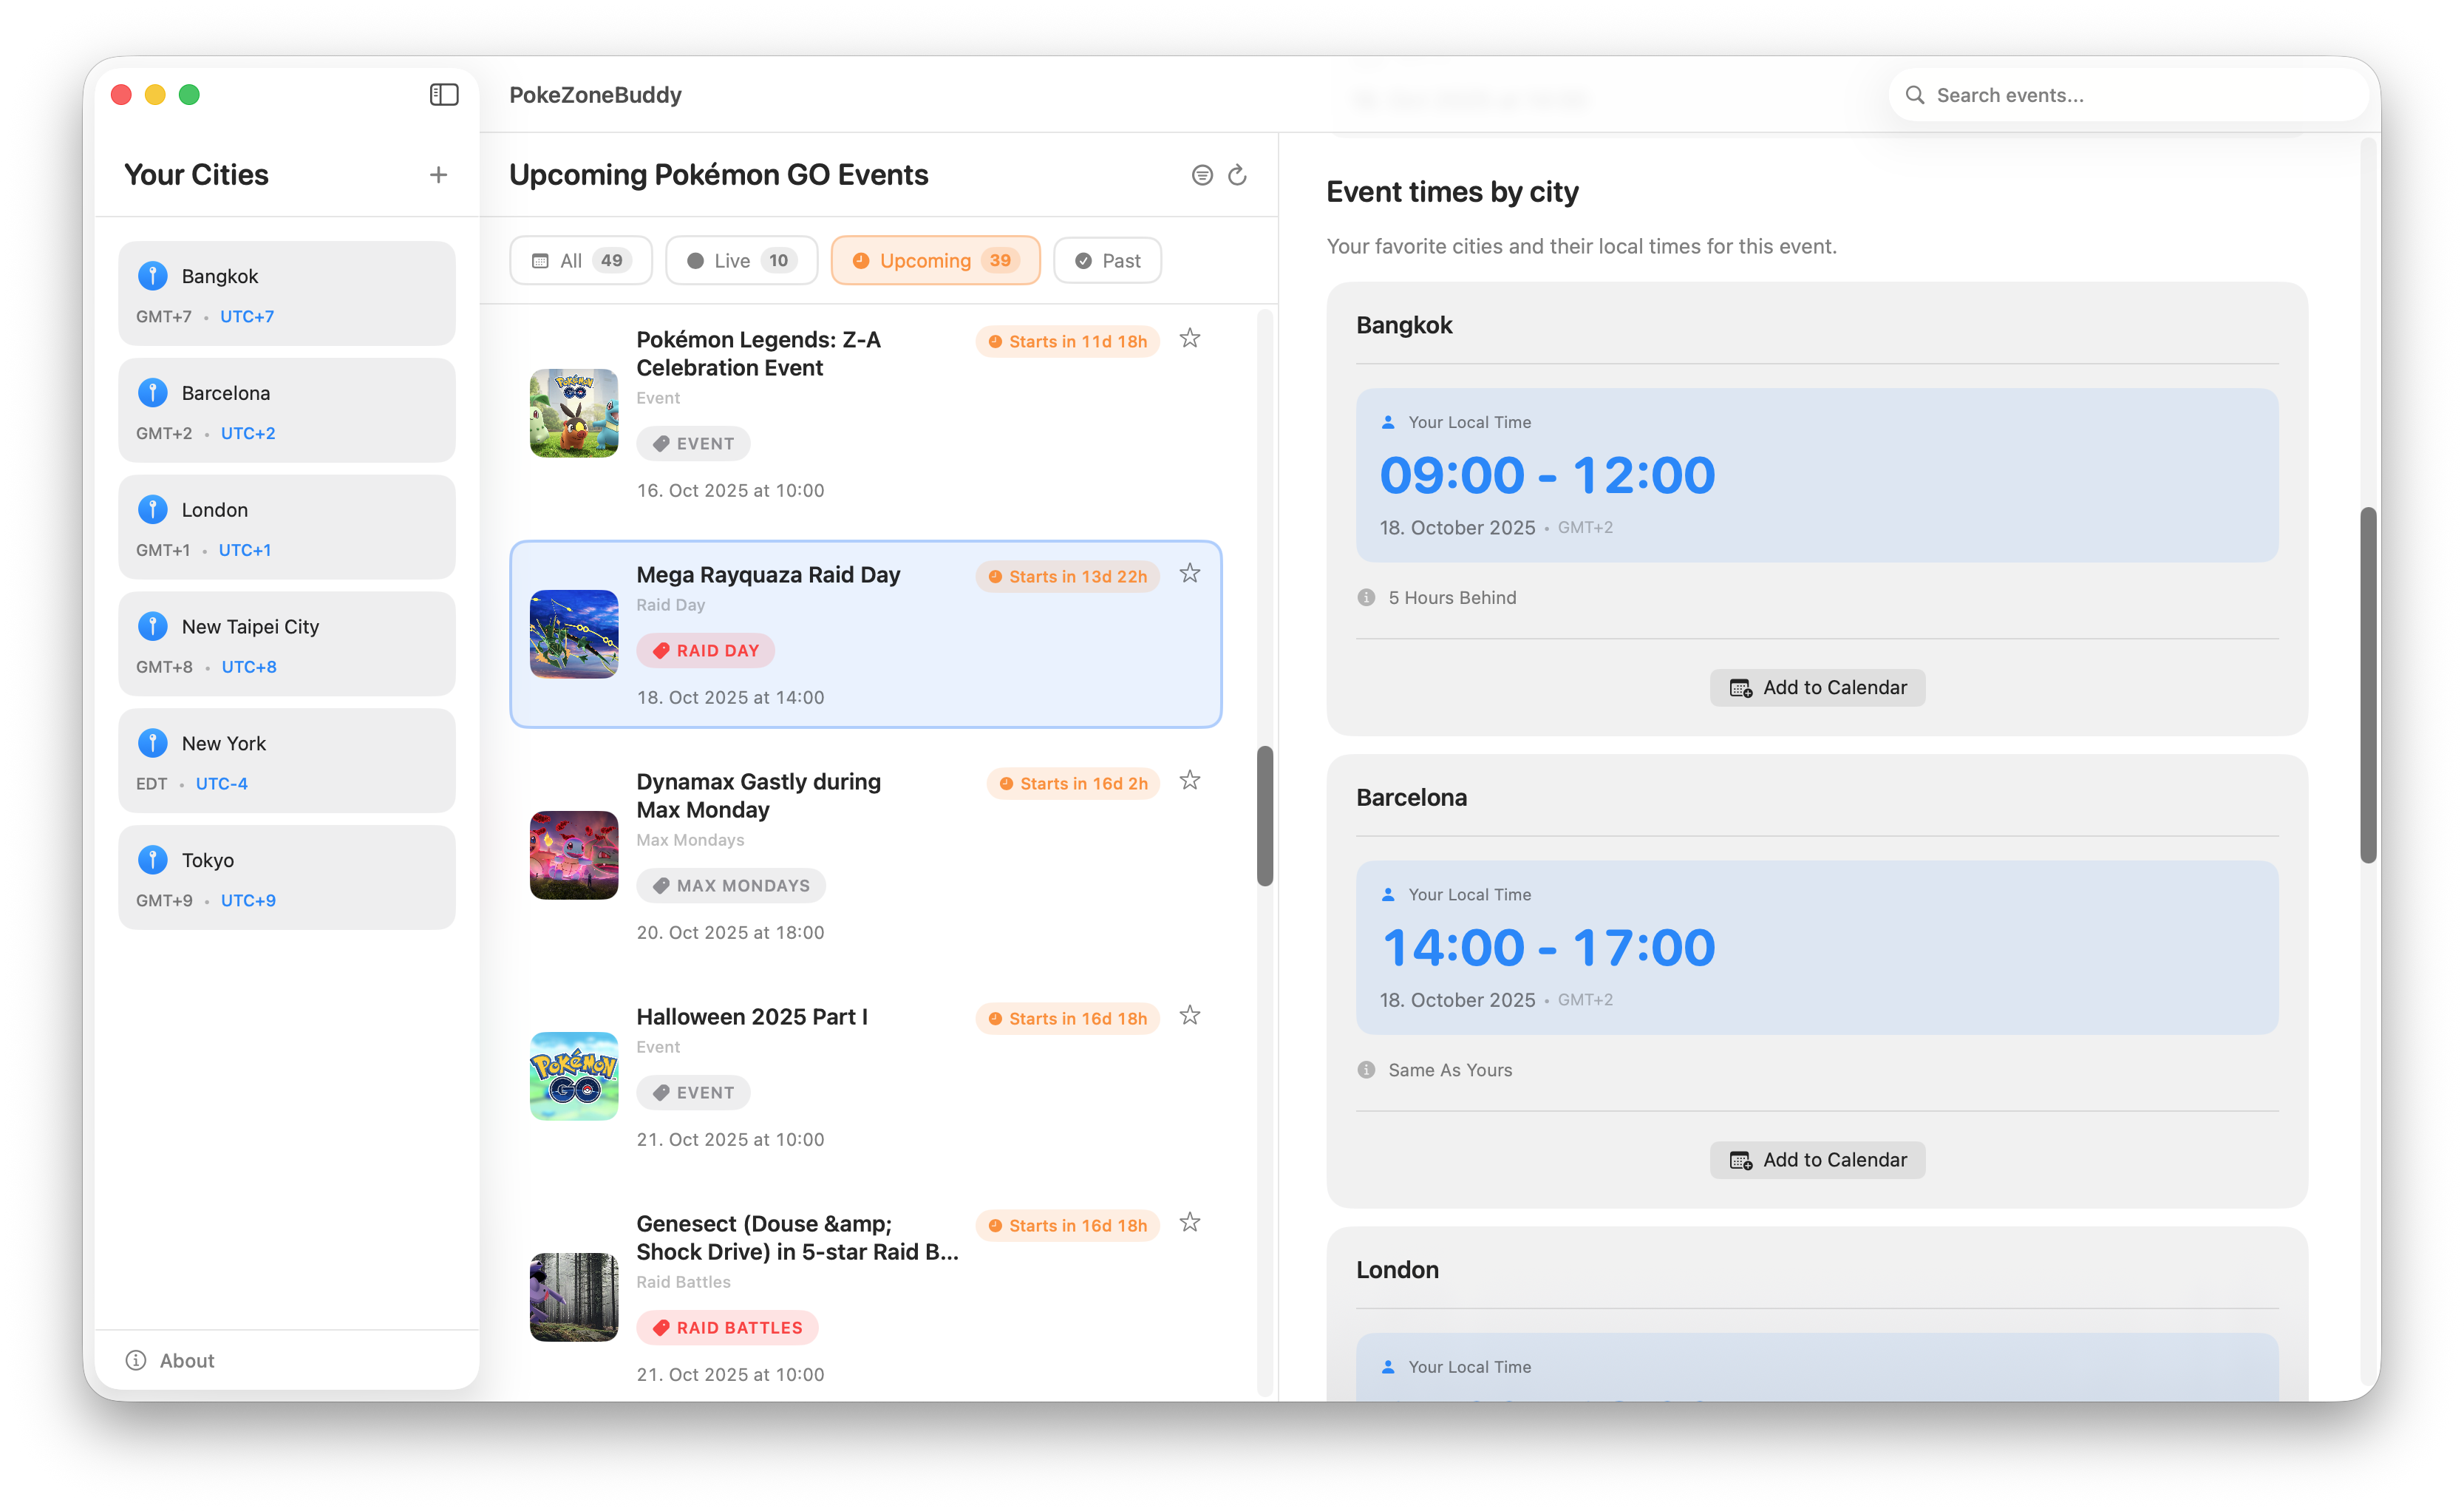 PokeZoneBuddy
Search events...
Your Cities
Bangkok
GMT+7 • UTC+7
Barcelona
GMT+2 • UTC+2
London
GMT+1 • UTC+1
New Taipei City
GMT+8 • UTC+8
New York
EDT • UTC-4
Tokyo
GMT+9 • UTC+9
About
Upcoming Pokémon GO Events
All 49
Live 10
Upcoming 39
Past
Pokémon Legends: Z-A
Celebration Event
Starts in 11d 18h
Event
EVENT
16. Oct 2025 at 10:00
Mega Rayquaza Raid Day
Starts in 13d 22h
Raid Day
RAID DAY
18. Oct 2025 at 14:00
Dynamax Gastly during
Max Monday
Starts in 16d 2h
Max Mondays
MAX MONDAYS
20. Oct 2025 at 18:00
Halloween 2025 Part I
Starts in 16d 18h
Event
EVENT
21. Oct 2025 at 10:00
POKÉMON
GO
Genesect (Douse &amp;
Shock Drive) in 5-star Raid B...
Starts in 16d 18h
Raid Battles
RAID BATTLES
21. Oct 2025 at 10:00
Event times by city
Your favorite cities and their local times for this event.
Bangkok
Your Local Time
09:00 - 12:00
18. October 2025 • GMT+2
5 Hours Behind
Add to Calendar
Barcelona
Your Local Time
14:00 - 17:00
18. October 2025 • GMT+2
Same As Yours
Add to Calendar
London
Your Local Time